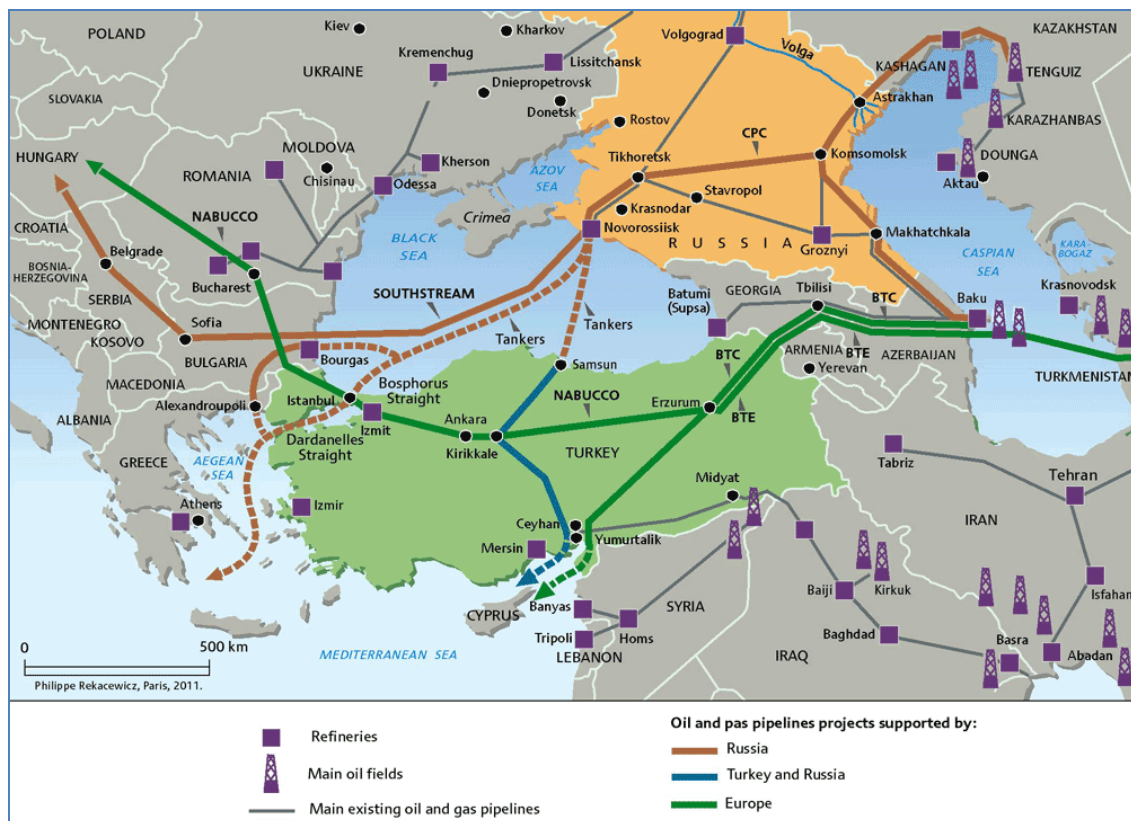 POLAND
Kiev
Kharkov
Volgograd
Volga
KAZAKHSTAN
Kremenchug
Lissitchansk
KASHAGAN
TENGUIZ
UKRAINE
SLOVAKIA
Dniepropetrovsk
Donetsk
Astrakhan
Rostov
CPC
KARAZHANBAS
MOLDOVA
Kherson
Tikhoretsk
Komsomolsk
DOUNGA
HUNGARY
ROMANIA
Chisinau
Odessa
AZOV
SEA
Stavropol
Aktau
Crimea
Krasnodar
CROATIA
NABUCCO
BLACK
SEA
Novorossiisk
RUSSIA
Groznyi
Makhatchkala
CASPIAN
SEA
KARA-
BOGAZ
Belgrade
BOSNIA-
HERZEGOVINA
Bucharest
SERBIA
SOUTHSTREAM
Batumi
(Supsa)
GEORGIA
Tbilisi
BTC
Baku
Krasnovodsk
MONTENEGRO
KOSOVO
Sofia
Tankers
Tankers
BULGARIA
Bourgas
ARMENIA
BTE
AZERBAIJAN
MACEDONIA
Samsun
BTC
Yerevan
TURKMENISTAN
ALBANIA
Alexandroupoli
Istanbul
Bosphorus
Straight
NABUCCO
Erzurum
BTE
Izmit
Ankara
Kirikkale
Dardanelles
Straight
TURKEY
GREECE
AEGEAN
SEA
Tabriz
Tehran
Midyat
Athens
Izmir
IRAN
Ceyhan
Yumurtalik
Mersin
Baiji
Kirkuk
Isfahan
CYPRUS
Banyas
SYRIA
Tripoli
Homs
Baghdad
Basra
Abadan
LEBANON
IRAQ
MEDITERRANEAN SEA
0
500 km
Philippe Rekacewicz, Paris, 2011.
Refineries
Main oil fields
Main existing oil and gas pipelines
Oil and pas pipelines projects supported by:
Russia
Turkey and Russia
Europe